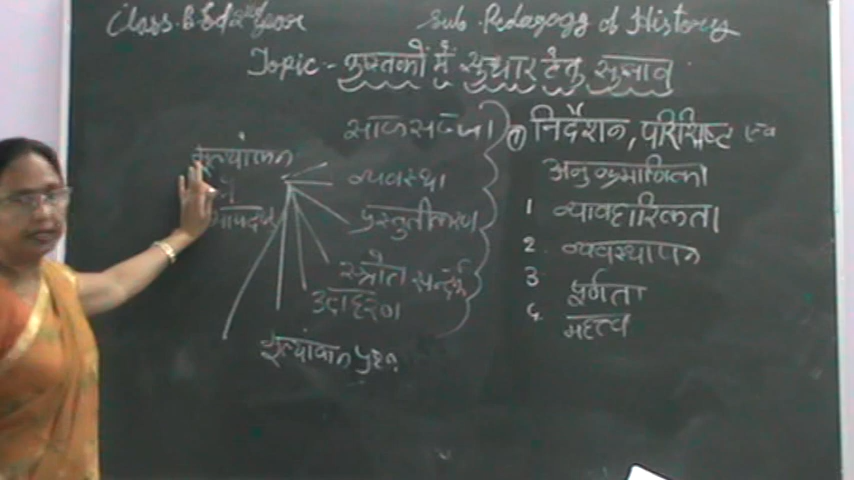 Class. B Ed 2nd Year
Sub. Pedagogy of History
Topic - पुस्तकों में सुधार हेतु सुझाव
साजसज्जा
मूल्यांकन
व्यवस्था
प्रस्तुतीकरण
स्त्रोत सन्दर्भ
उदाहरण
मूल्यांकन प्रश्न
① निर्देशन, परिशिष्ट एवं
अनुक्रमणिका
1 व्यावहारिकता
2. व्यवस्थापन
3 पूर्णता
4. महत्व